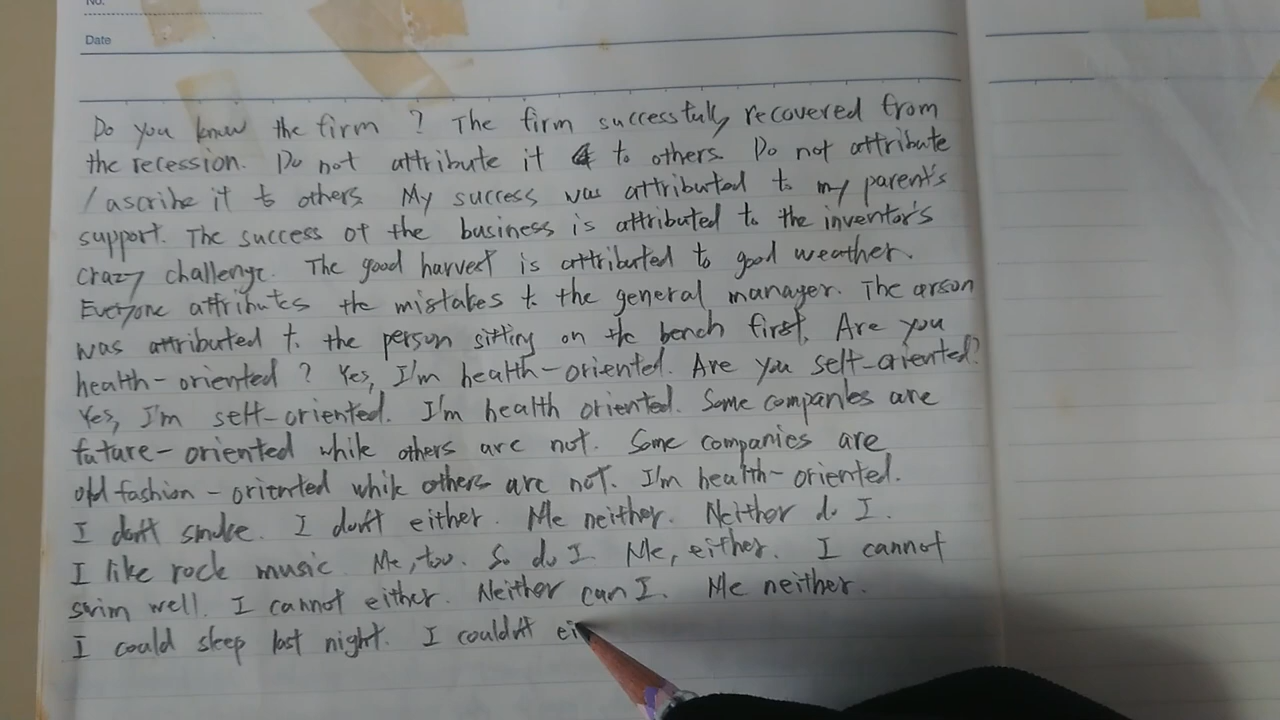 No.
Date
Do you know the firm ? The firm successfully recovered from
the recession. Do not attribute it to others. Do not attribute
/ ascribe it to others My success was attributed to my parent's
support. The success of the business is attributed to the inventor's
crazy challenge. The good harvest is attributed to good weather.
Everyone attributes the mistakes to the general manager. The arson
was attributed to the person sitting on the bench first. Are you
health-oriented ? Yes, I'm health-oriented. Are you self-oriented?
Yes, I'm self-oriented. I'm health oriented. Some companies are
future-oriented while others are not. Some companies are
old fashion-oriented while others are not. I'm health-oriented.
I don't smoke. I don't either. Me neither. Neither do I.
I like rock music. Me, too. So do I. Me, either. I cannot
swim well. I cannot either. Neither can I. Me neither.
I could sleep last night. I couldn't ei